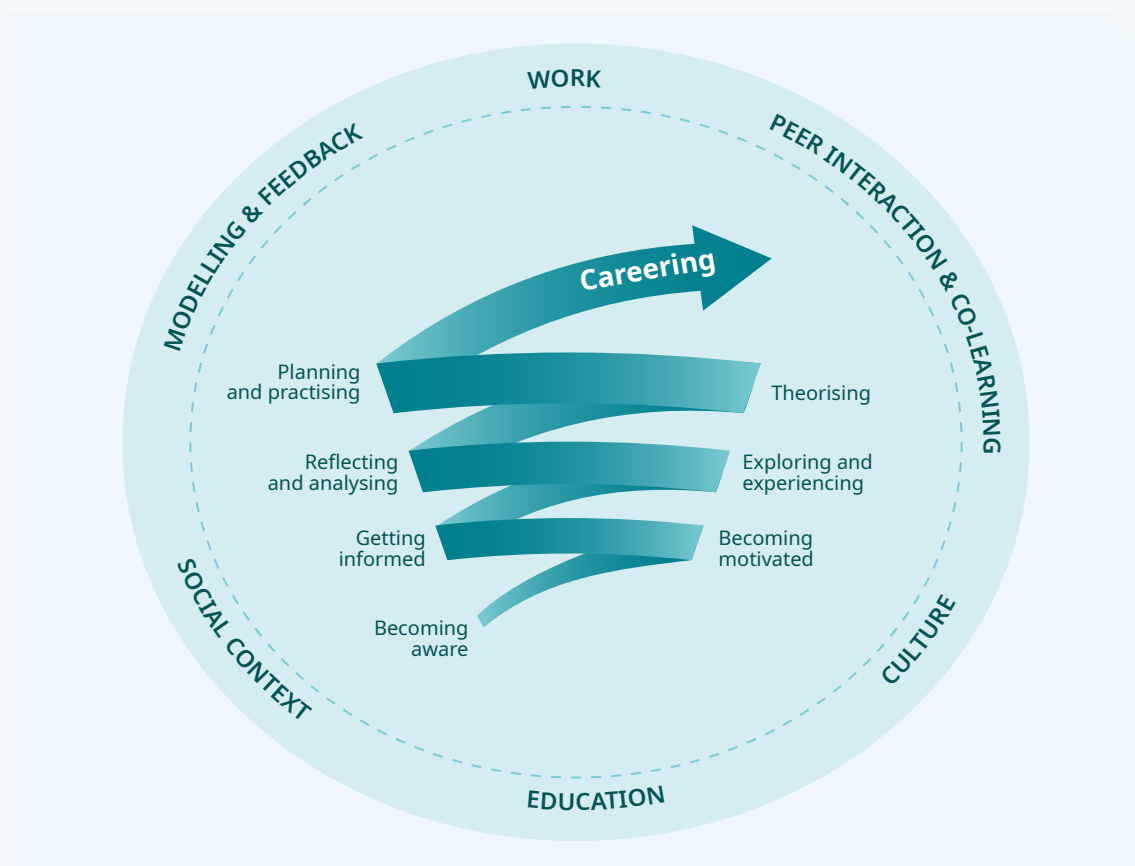 WORK
PEER INTERACTION & CO-LEARNING
MODELLING & FEEDBACK
Careering
Planning
and practising
Theorising
Reflecting
and analysing
Exploring and
experiencing
Getting
informed
Becoming
motivated
Becoming
aware
SOCIAL CONTEXT
CULTURE
EDUCATION